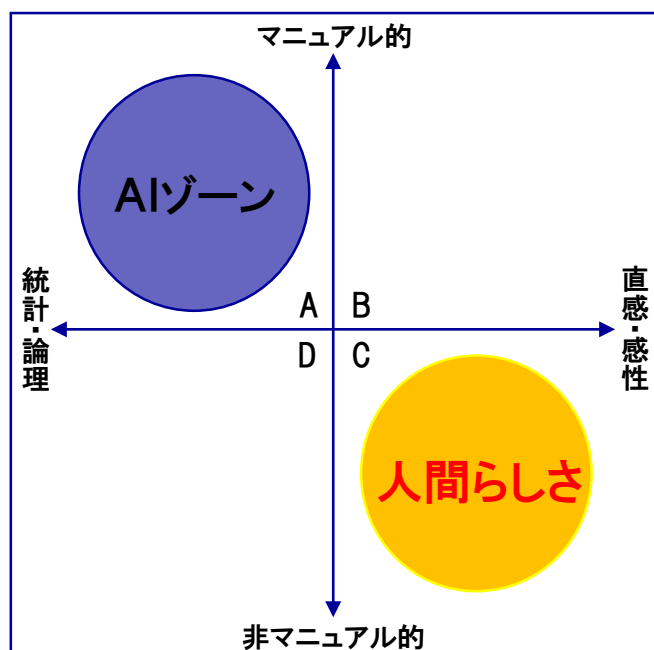 マニュアル的
AIゾーン
統計・論理
A B
直感・感性
D C
人間らしさ
非マニュアル的